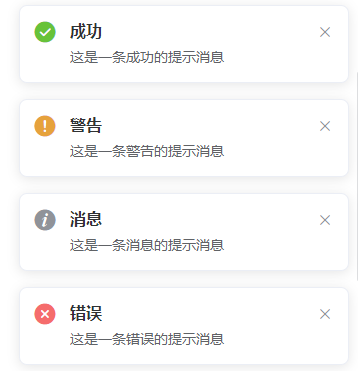 成功
这是一条成功的提示消息
警告
这是一条警告的提示消息
消息
这是一条消息的提示消息
错误
这是一条错误的提示消息